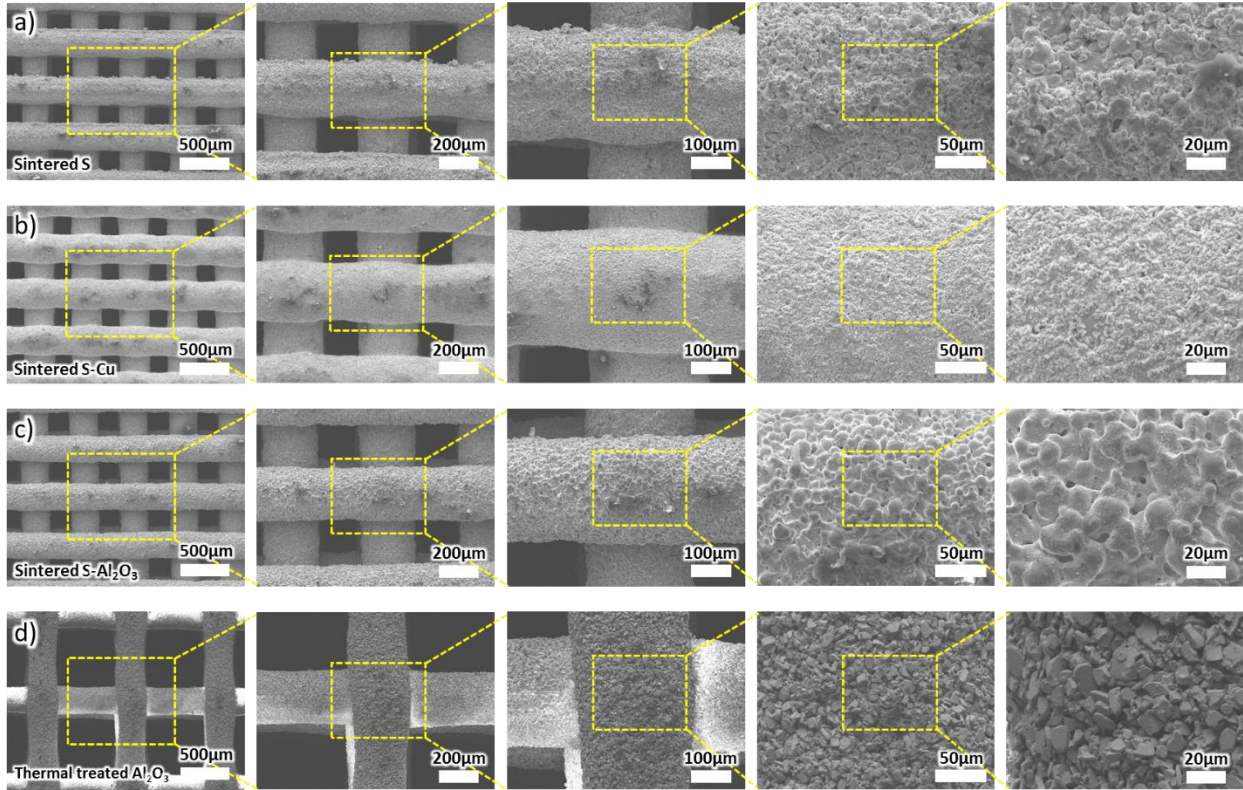 a)
500µm
200µm
100µm
50µm
20µm
Sintered S
b)
500µm
200µm
100µm
50µm
20µm
Sintered S-Cu
c)
500µm
200µm
100µm
50µm
20µm
Sintered S-Al₂O₃
d)
500µm
200µm
100µm
50µm
20µm
Thermal treated Al₂O₃